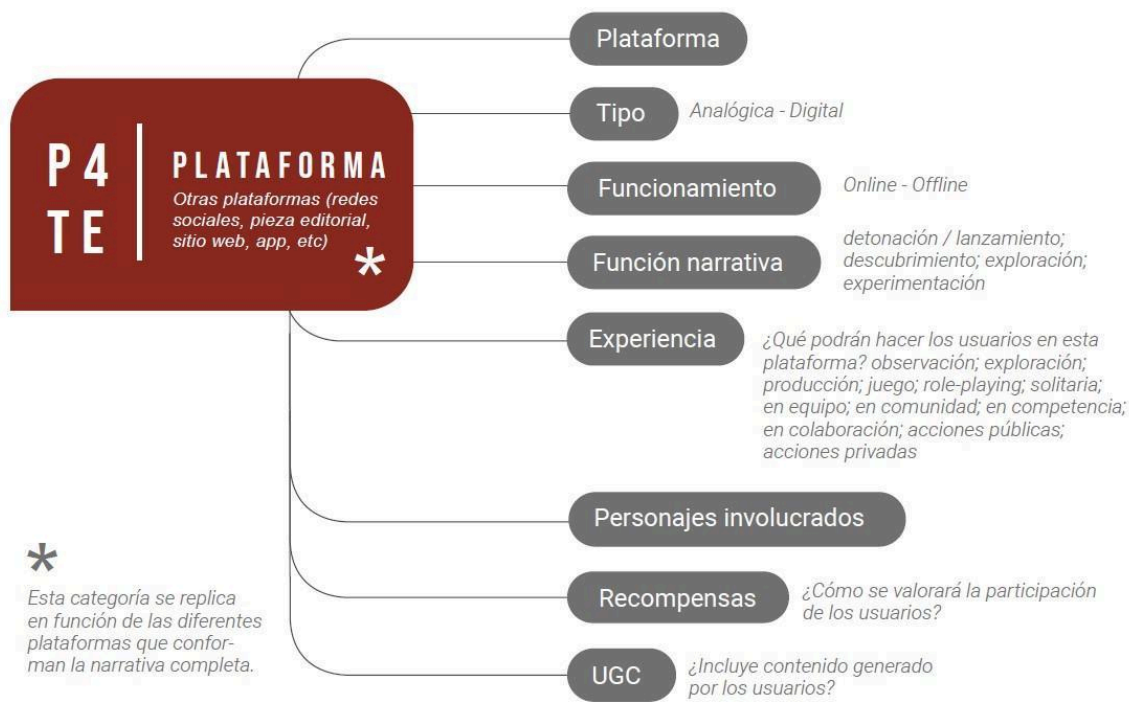 P4
TE
PLATAFORMA
Otras plataformas (redes
sociales, pieza editorial,
sitio web, app, etc)
*
Plataforma
Tipo
Analógica - Digital
Funcionamiento
Online - Offline
Función narrativa
detonación / lanzamiento;
descubrimiento; exploración;
experimentación
Experiencia
¿Qué podrán hacer los usuarios en esta
plataforma? observación; exploración;
producción; juego; role-playing; solitaria;
en equipo; en comunidad; en competencia;
en colaboración; acciones públicas;
acciones privadas
Personajes involucrados
Recompensas
¿Cómo se valorará la participación
de los usuarios?
UGC
¿Incluye contenido generado
por los usuarios?
*
Esta categoría se replica
en función de las diferentes
plataformas que confor-
man la narrativa completa.